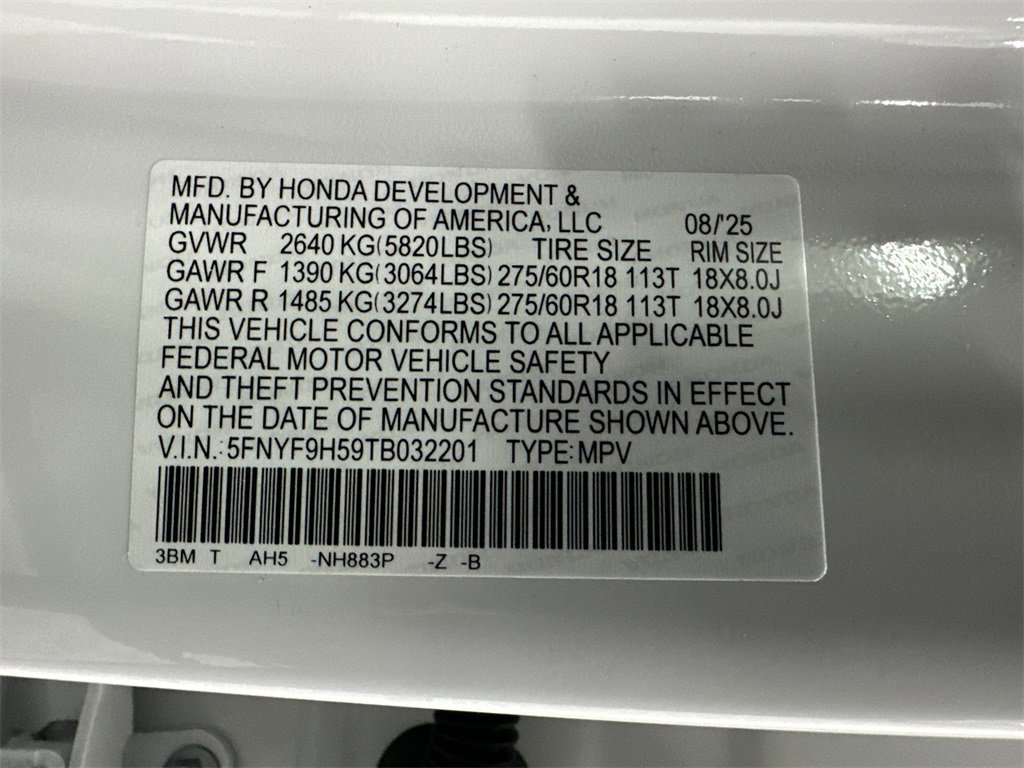 MFD. BY HONDA DEVELOPMENT &
MANUFACTURING OF AMERICA, LLC 08/'25
GVWR 2640 KG(5820LBS) TIRE SIZE RIM SIZE
GAWR F 1390 KG(3064LBS) 275/60R18 113T 18X8.0J
GAWR R 1485 KG(3274LBS) 275/60R18 113T 18X8.0J
THIS VEHICLE CONFORMS TO ALL APPLICABLE
FEDERAL MOTOR VEHICLE SAFETY
AND THEFT PREVENTION STANDARDS IN EFFECT
ON THE DATE OF MANUFACTURE SHOWN ABOVE.
V.I.N.: 5FNYF9H59TB032201 TYPE: MPV
3BM T AH5 -NH883P -Z -B